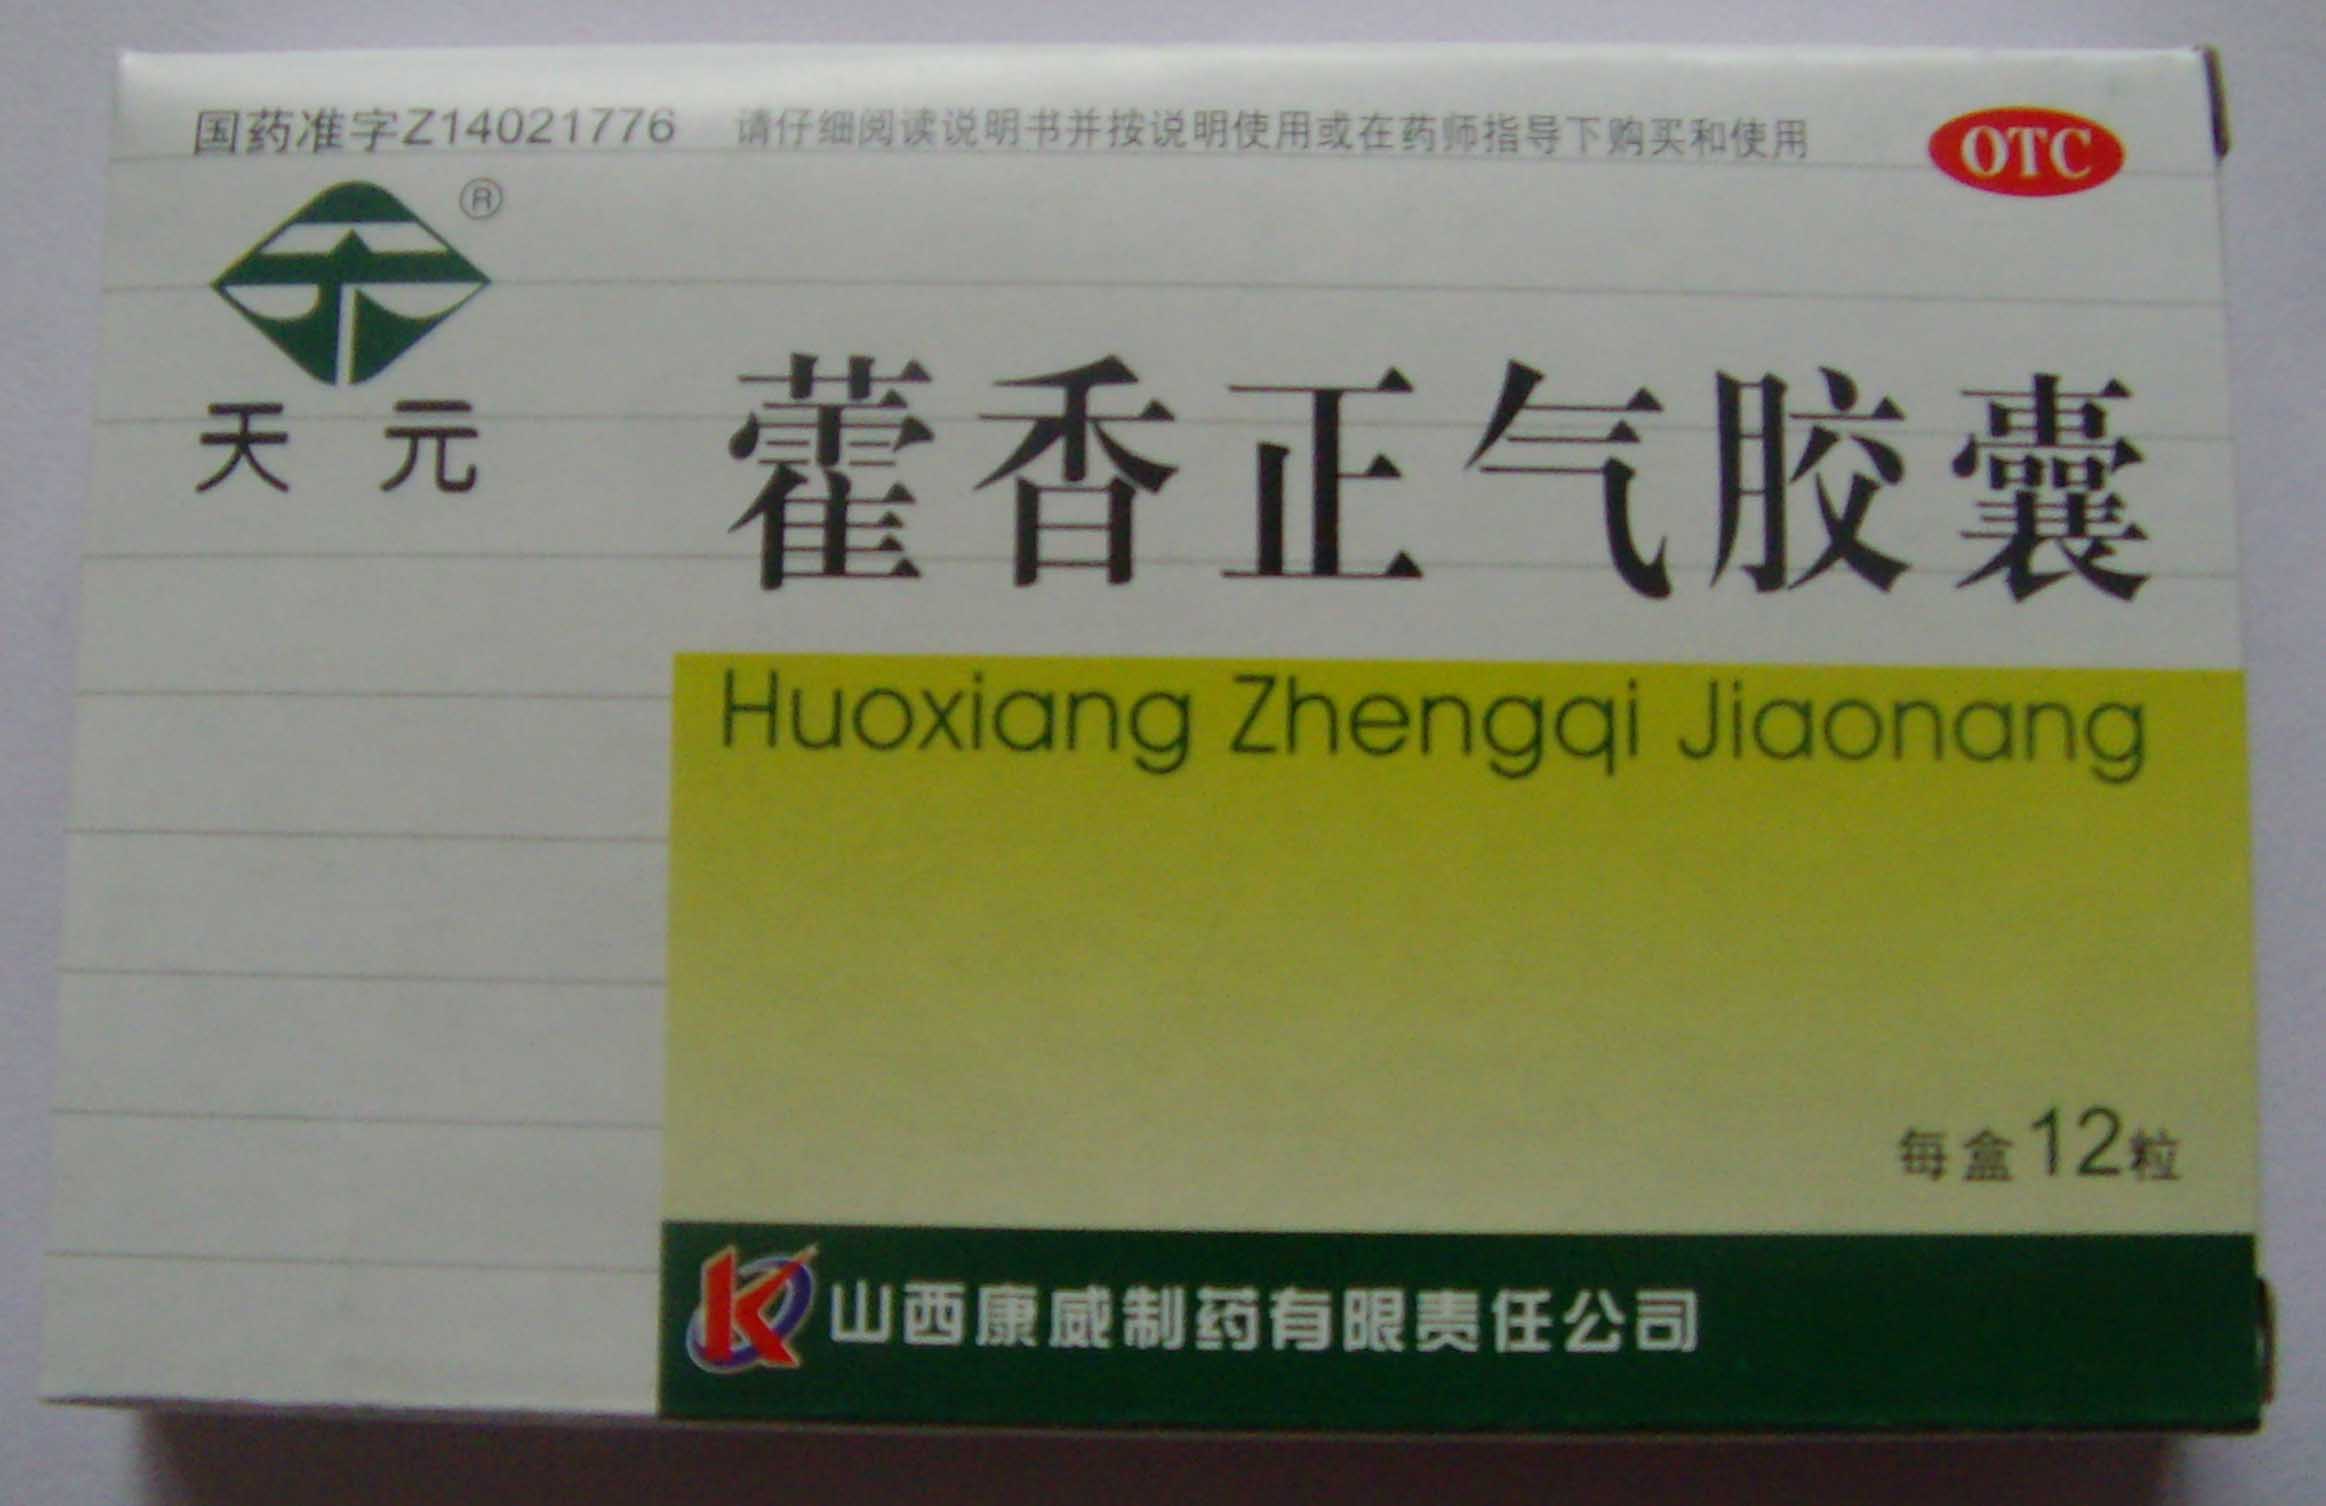 国药准字Z14021776 请仔细阅读说明书并按说明使用或在药师指导下购买和使用
OTC
®
天元
藿香正气胶囊
Huoxiang Zhengqi Jiaonang
每盒12粒
山西康威制药有限责任公司